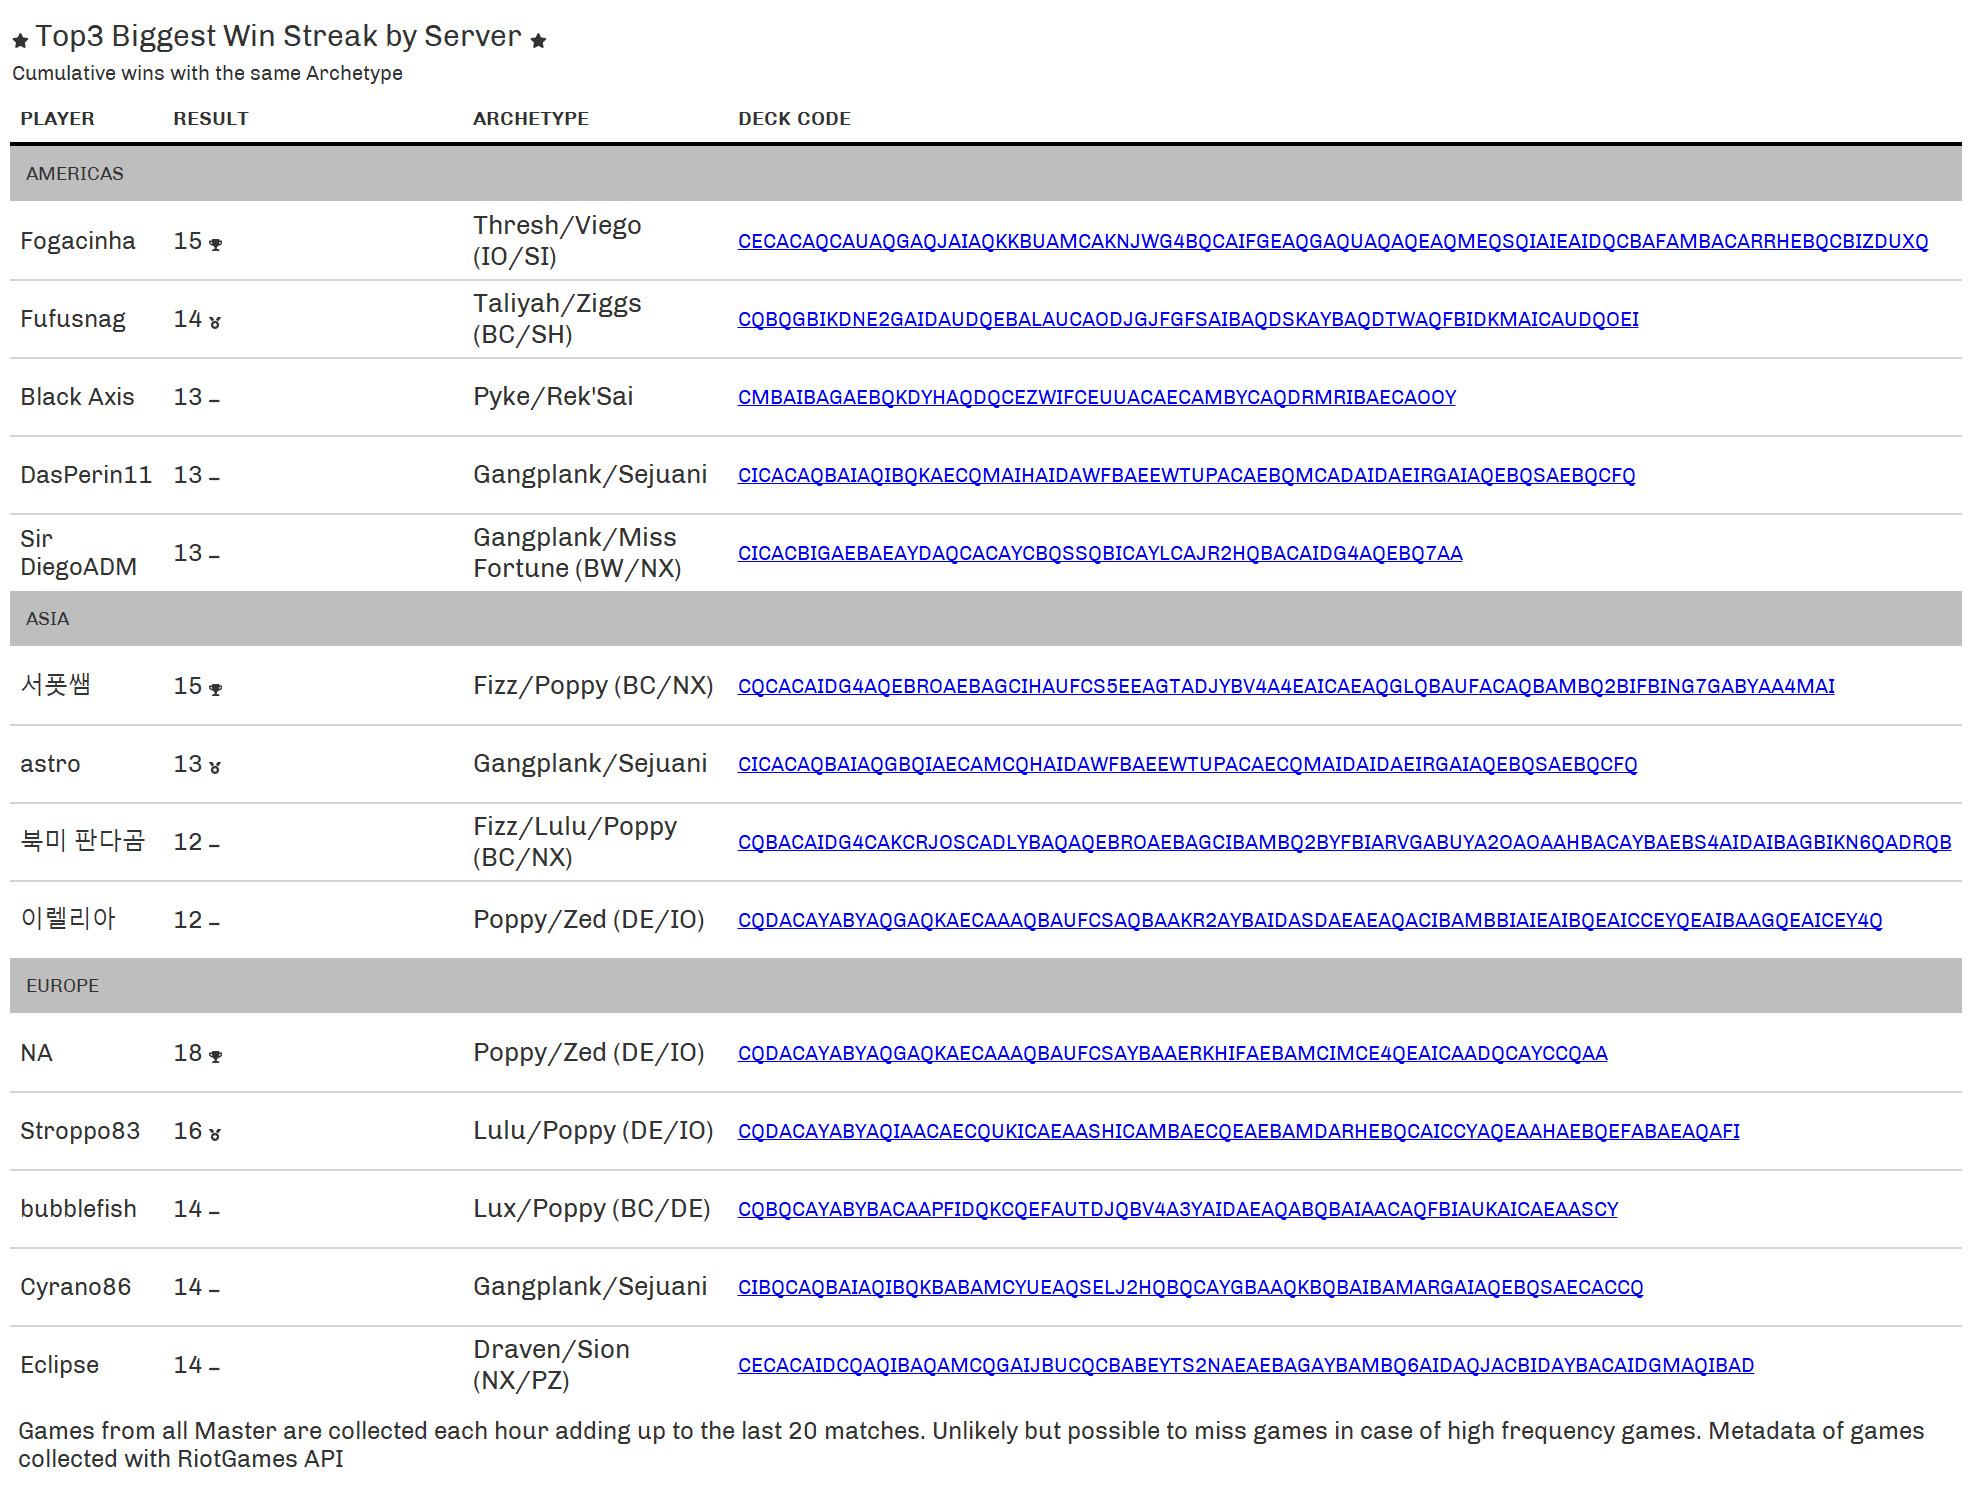 ★ Top3 Biggest Win Streak by Server ★
Cumulative wins with the same Archetype
PLAYER RESULT ARCHETYPE DECK CODE
AMERICAS
Fogacinha 15 Thresh/Viego (IO/SI) CECACAQCAUAQGAQJAIAQKKBUAMCAKNJWG4BQCAIFGEAQGAQUAQAQEAQMEQSQIAIEAIDQCBAFAMBACARRHEBQCBIZDUXQ
Fufusnag 14 Taliyah/Ziggs (BC/SH) CQBQGBIKDNE2GAIDAUDQEBALAUCAODJGJFGFSAIBAQDSKAYBAQDTWAQFBIDKMAICAUDQOEI
Black Axis 13 – Pyke/Rek'Sai CMBAIBAGAEBQKDYHAQDQCEZWIFCEUUACAECAMBYCAQDRMRIBAECAOOY
DasPerin11 13 – Gangplank/Sejuani CICACAQBAIAQIBQKAECQMAIHAIDAWFBAEEWTUPACAEBQMCADAIDAEIRGAIAQEBQSAEBQCFQ
Sir DiegoADM 13 – Gangplank/Miss Fortune (BW/NX) CICACBIGAEBAEAYDAQCACAYCBQSSQBICAYLCAJR2HQBACAIDG4AQEBQ7AA
ASIA
서폿쌤 15 Fizz/Poppy (BC/NX) CQCACAIDG4AQEBROAEBAGCIHAUFCS5EEAGTADJYBV4A4EAICAEAQGLQBAUFACAQBAMBQ2BIFBING7GABYAA4MAI
astro 13 Gangplank/Sejuani CICACAQBAIAQGBQIAECAMCQHAIDAWFBAEEWTUPACAECQMAIDAIDAEIRGAIAQEBQSAEBQCFQ
북미 판다곰 12 – Fizz/Lulu/Poppy (BC/NX) CQBACAIDG4CAKCRJOSCADLYBAQAQEBROAEBAGCIBAMBQ2BYFBIARVGABUYA2OAOAAHBACAYBAEBS4AIDAIBAGBIKN6QADRQB
이렐리아 12 – Poppy/Zed (DE/IO) CQDACAYABYAQGAQKAECAAAQBAUFCSAQBAAKR2AYBAIDASDAEAEAQACIBAMBBIAIEAIBQEAICCEYQEAIBAAGQEAICEY4Q
EUROPE
NA 18 Poppy/Zed (DE/IO) CQDACAYABYAQGAQKAECAAAQBAUFCSAYBAAERKHIFAEBAMCIMCE4QEAICAADQCAYCCQAA
Stroppo83 16 Lulu/Poppy (DE/IO) CQDACAYABYAQIAACAECQUKICAEAASHICAMBAECQEAEBAMDARHEBQCAICCYAQEAAHAEBQEFABAEAQAFI
bubblefish 14 – Lux/Poppy (BC/DE) CQBQCAYABYBACAAPFIDQKCQEFAUTDJQBV4A3YAIDAEAQABQBAIAACAQFBIAUKAICAEAASCY
Cyrano86 14 – Gangplank/Sejuani CIBQCAQBAIAQIBQKBABAMCYUEAQSELJ2HQBQCAYGBAAQKBQBAIBAMARGAIAQEBQSAECACCQ
Eclipse 14 – Draven/Sion (NX/PZ) CECACAIDCQAQIBAQAMCQGAIJBUCQCBABEYTS2NAEAEBAGAYBAMBQ6AIDAQJACBIDAYBACAIDGMAQIBAD
Games from all Master are collected each hour adding up to the last 20 matches. Unlikely but possible to miss games in case of high frequency games. Metadata of games
collected with RiotGames API